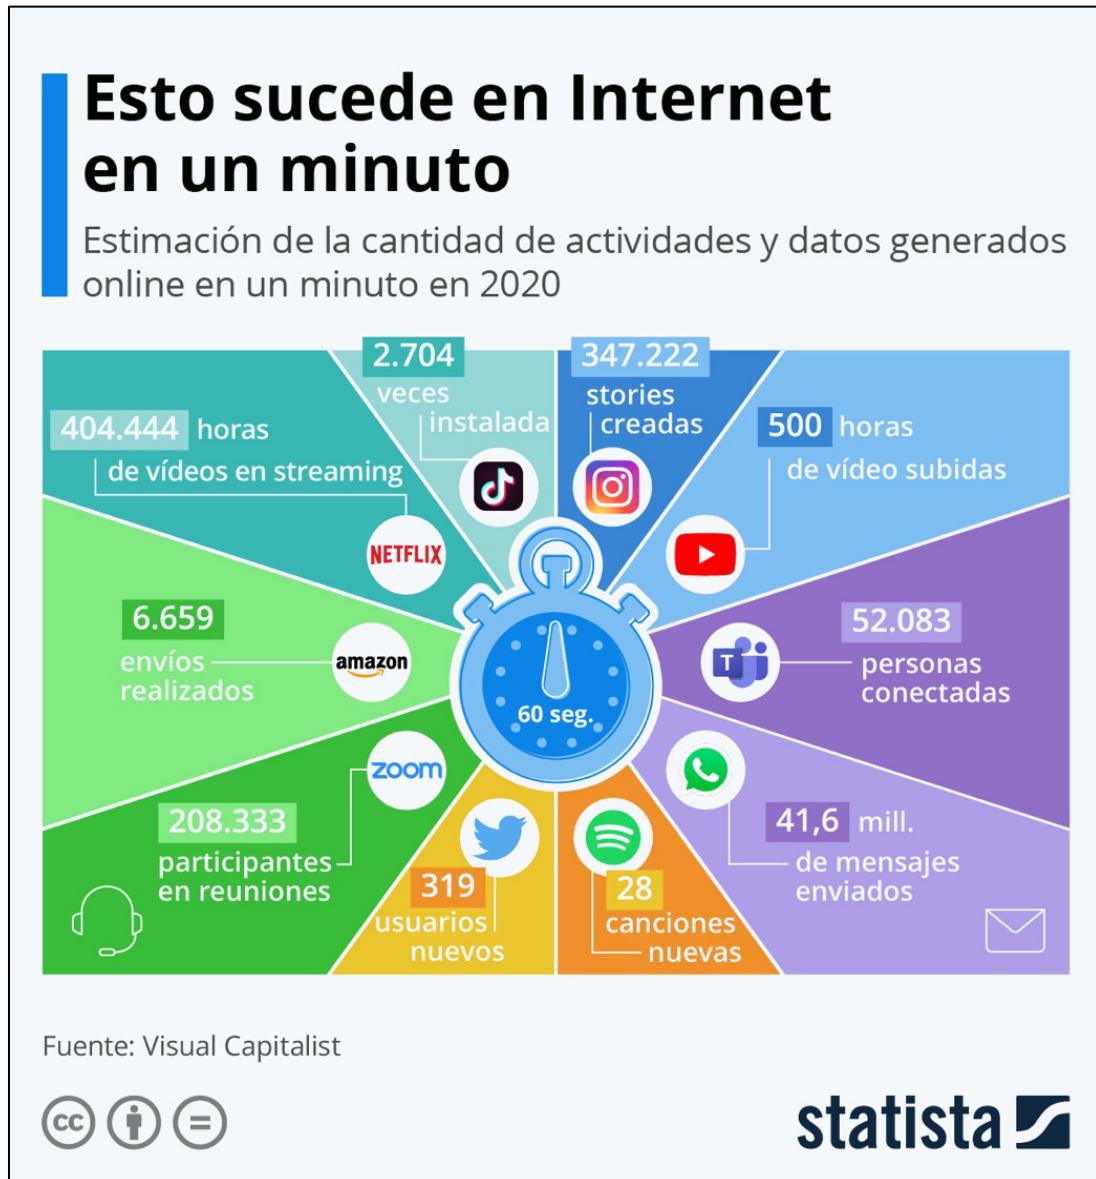 Esto sucede en Internet
en un minuto
Estimación de la cantidad de actividades y datos generados
online en un minuto en 2020
2.704
veces
instalada
347.222
stories
creadas
404.444 horas
de vídeos en streaming
NETFLIX
500 horas
de vídeo subidas
6.659
envíos
realizados
amazon
52.083
personas
conectadas
T
60 seg.
zoom
208.333
participantes
en reuniones
319
usuarios
nuevos
28
canciones
nuevas
41,6 mill.
de mensajes
enviados
Fuente: Visual Capitalist
cc
statista